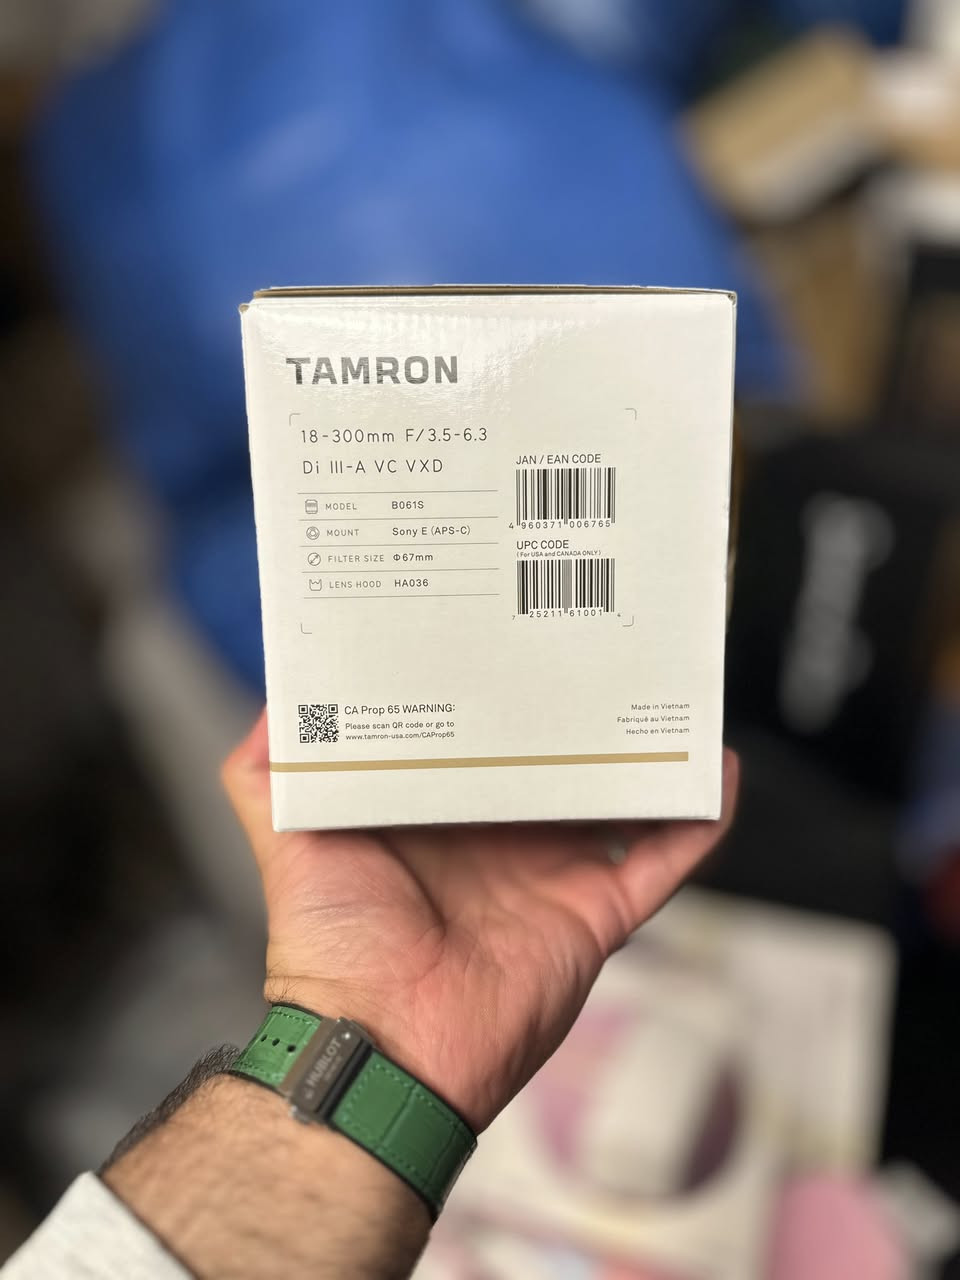 TAMRON
18-300mm F/3.5-6.3
Di III-A VC VXD
MODEL B061S
MOUNT Sony E (APS-C)
FILTER SIZE Φ67mm
LENS HOOD HA036
JAN / EAN CODE
4 960371 006765
UPC CODE
(For USA and CANADA ONLY)
7 25211 61001 4
CA Prop 65 WARNING:
Please scan QR code or go to
www.tamron-usa.com/CAProp65
Made in Vietnam
Fabriqué au Vietnam
Hecho en Vietnam
HUBLOT